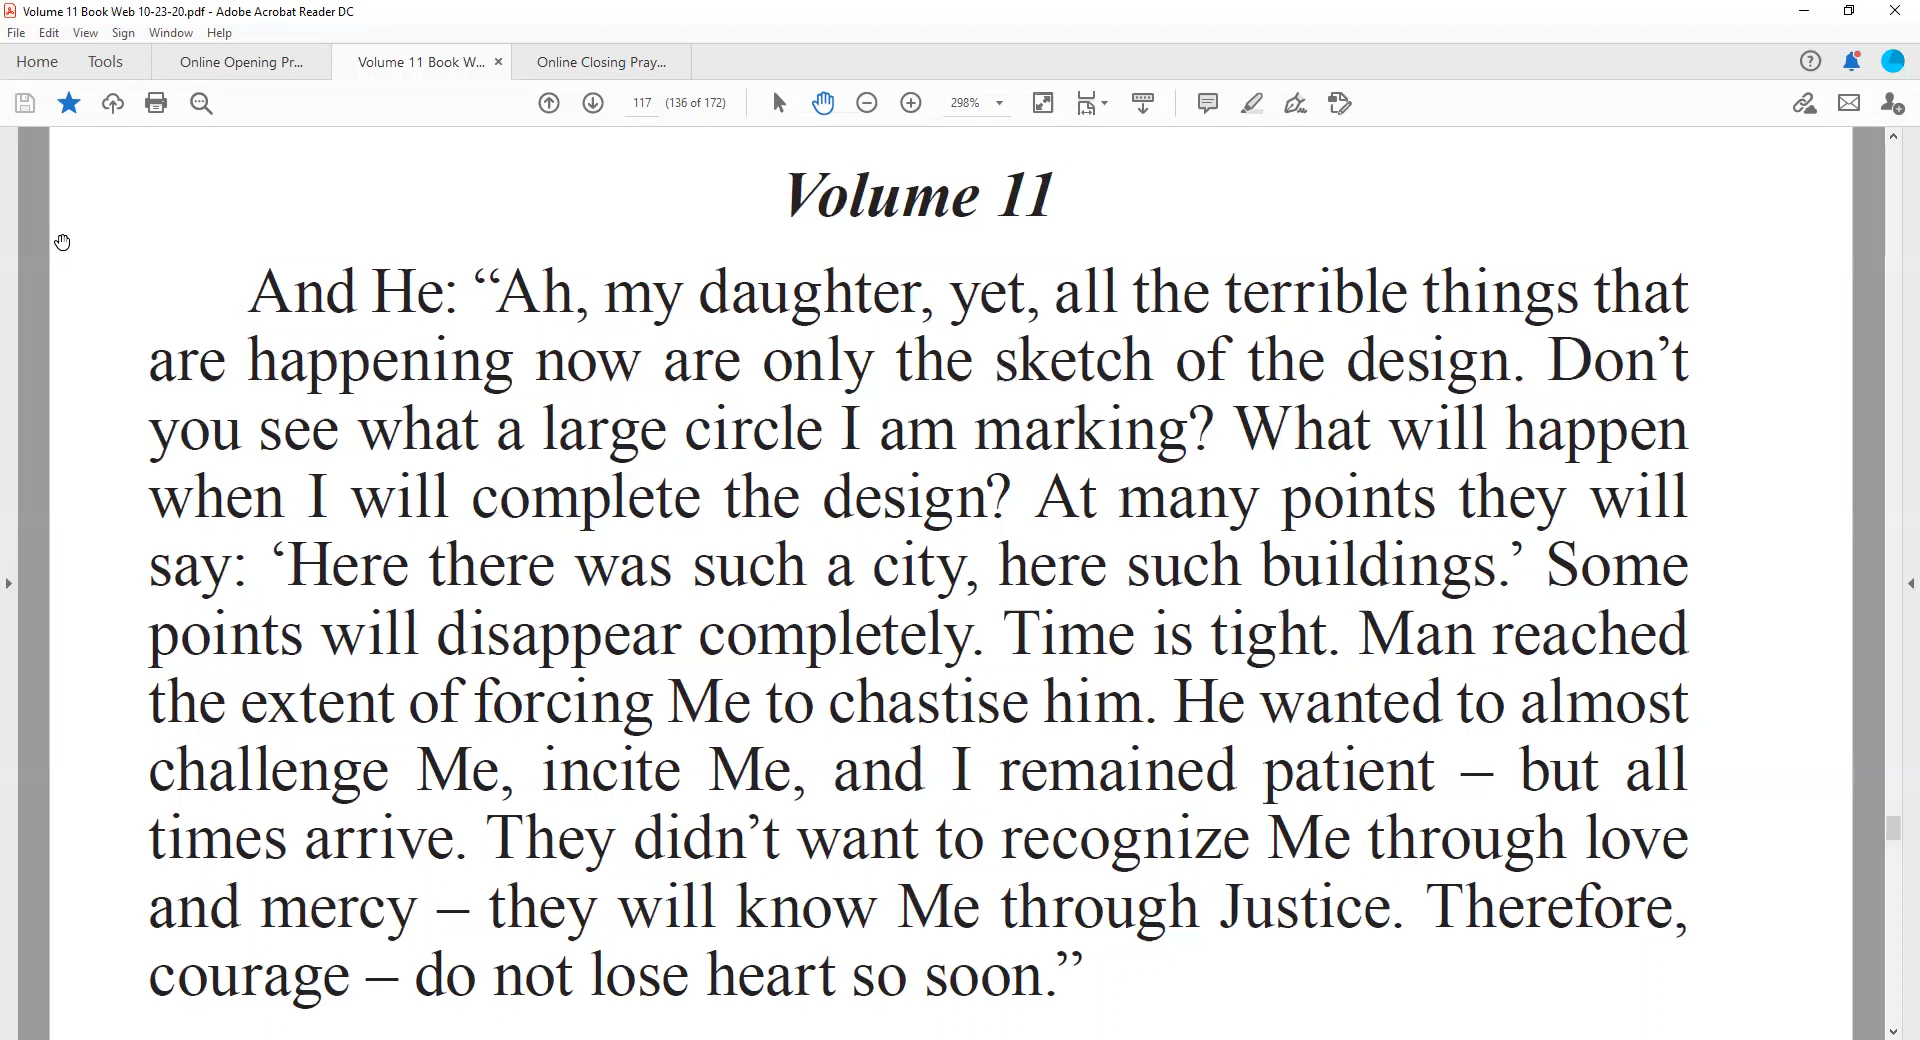 Volume 11 Book Web 10-23-20.pdf - Adobe Acrobat Reader DC
File Edit View Sign Window Help
Home Tools Online Opening Pr... Volume 11 Book W... × Online Closing Pray...
117 (136 of 172) 298%
Volume 11
And He: “Ah, my daughter, yet, all the terrible things that
are happening now are only the sketch of the design. Don’t
you see what a large circle I am marking? What will happen
when I will complete the design? At many points they will
say: ‘Here there was such a city, here such buildings.’ Some
points will disappear completely. Time is tight. Man reached
the extent of forcing Me to chastise him. He wanted to almost
challenge Me, incite Me, and I remained patient – but all
times arrive. They didn’t want to recognize Me through love
and mercy – they will know Me through Justice. Therefore,
courage – do not lose heart so soon.”